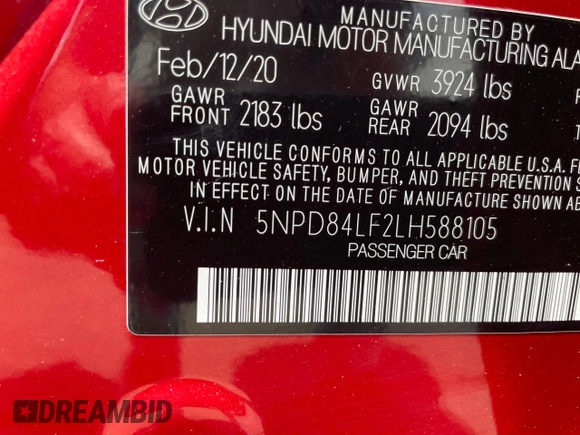 MANUFACTURED BY
HYUNDAI MOTOR MANUFACTURING
Feb/12/20 GVWR 3924 lbs
GAWR FRONT 2183 lbs GAWR REAR 2094 lbs
THIS VEHICLE CONFORMS TO ALL APPLICABLE U.S.A.
MOTOR VEHICLE SAFETY, BUMPER, AND THEFT PREVENTION
IN EFFECT ON THE DATE OF MANUFACTURE SHOWN
V.I.N 5NPD84LF2LH588105
PASSENGER CAR
DREAMBID